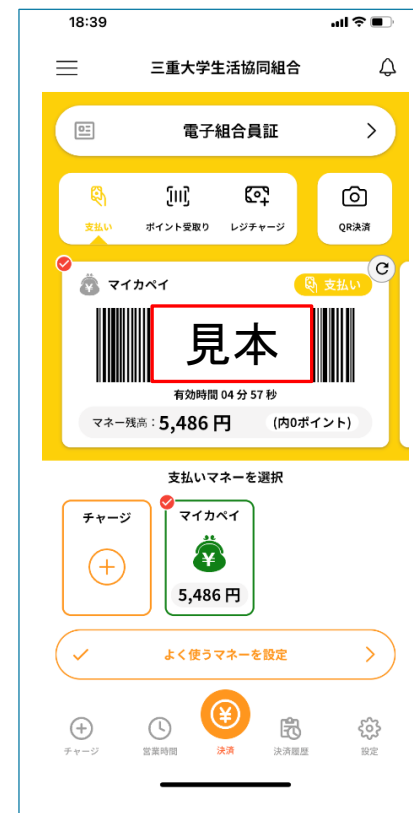 18:39
三重大学生活協同組合
電子組合員証
支払い ポイント受取り レジチャージ QR決済
マイカペイ 支払い
見本
有効時間 04 分 57 秒
マネー残高：5,486 円 (内0ポイント)
支払いマネーを選択
チャージ マイカペイ
5,486 円
よく使うマネーを設定
チャージ 営業時間 決済 決済履歴 設定